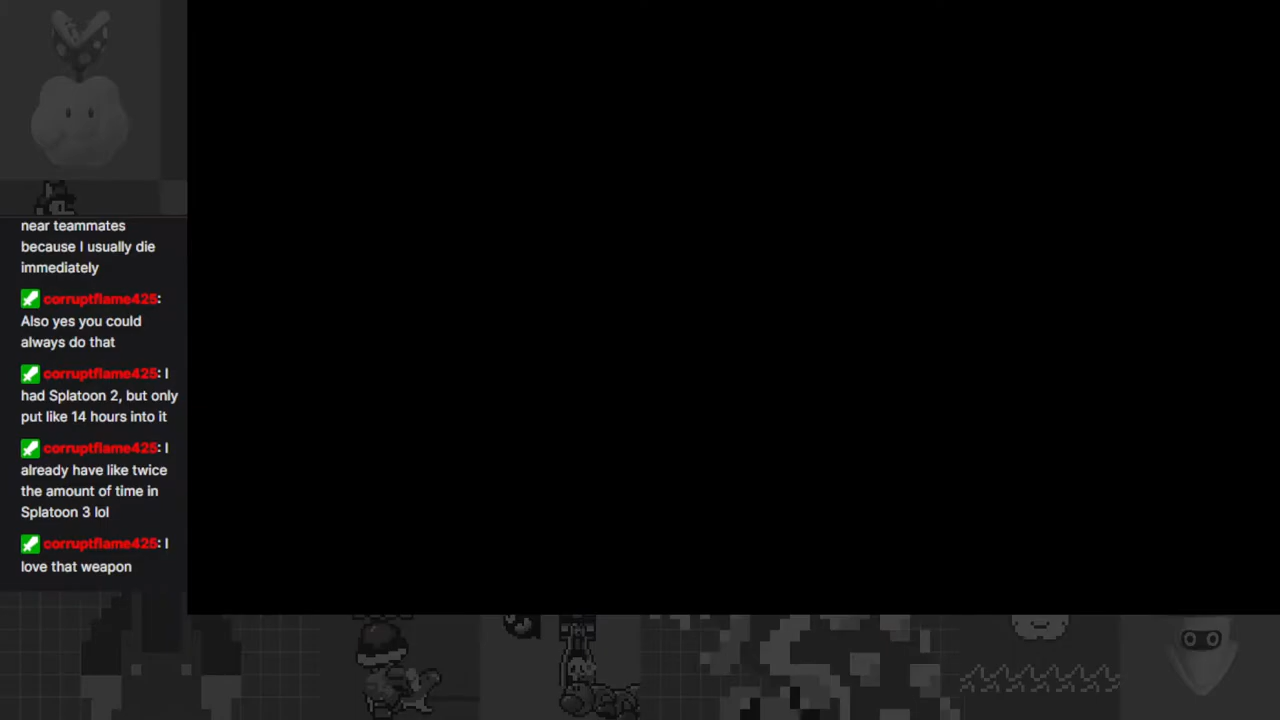 near teammates
because I usually die
immediately
corruptflame425:
Also yes you could
always do that
corruptflame425: I
had Splatoon 2, but only
put like 14 hours into it
corruptflame425: I
already have like twice
the amount of time in
Splatoon 3 lol
corruptflame425: I
love that weapon